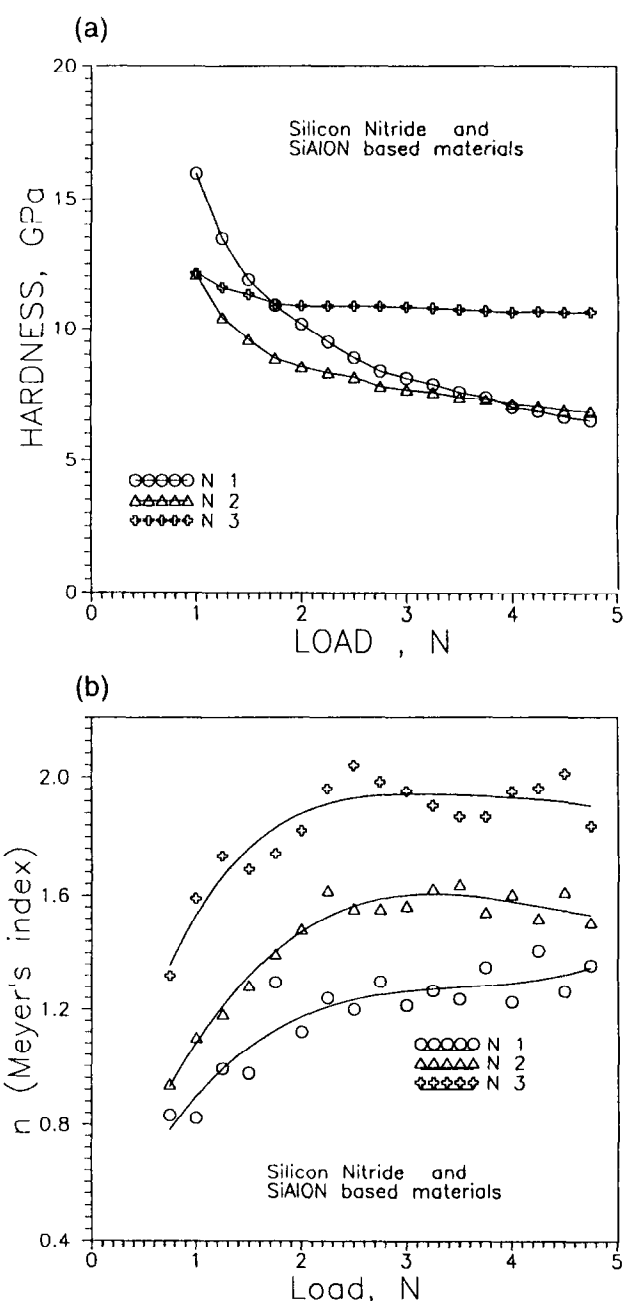 (a)
20
15
10
5
0
HARDNESS, GPa
Silicon Nitride and
SiAlON based materials
N 1
N 2
N 3
0 1 2 3 4 5
LOAD , N
(b)
2.0
1.6
1.2
0.8
0.4
n (Meyer's index)
N 1
N 2
N 3
Silicon Nitride and
SiAlON based materials
0 1 2 3 4 5
Load, N